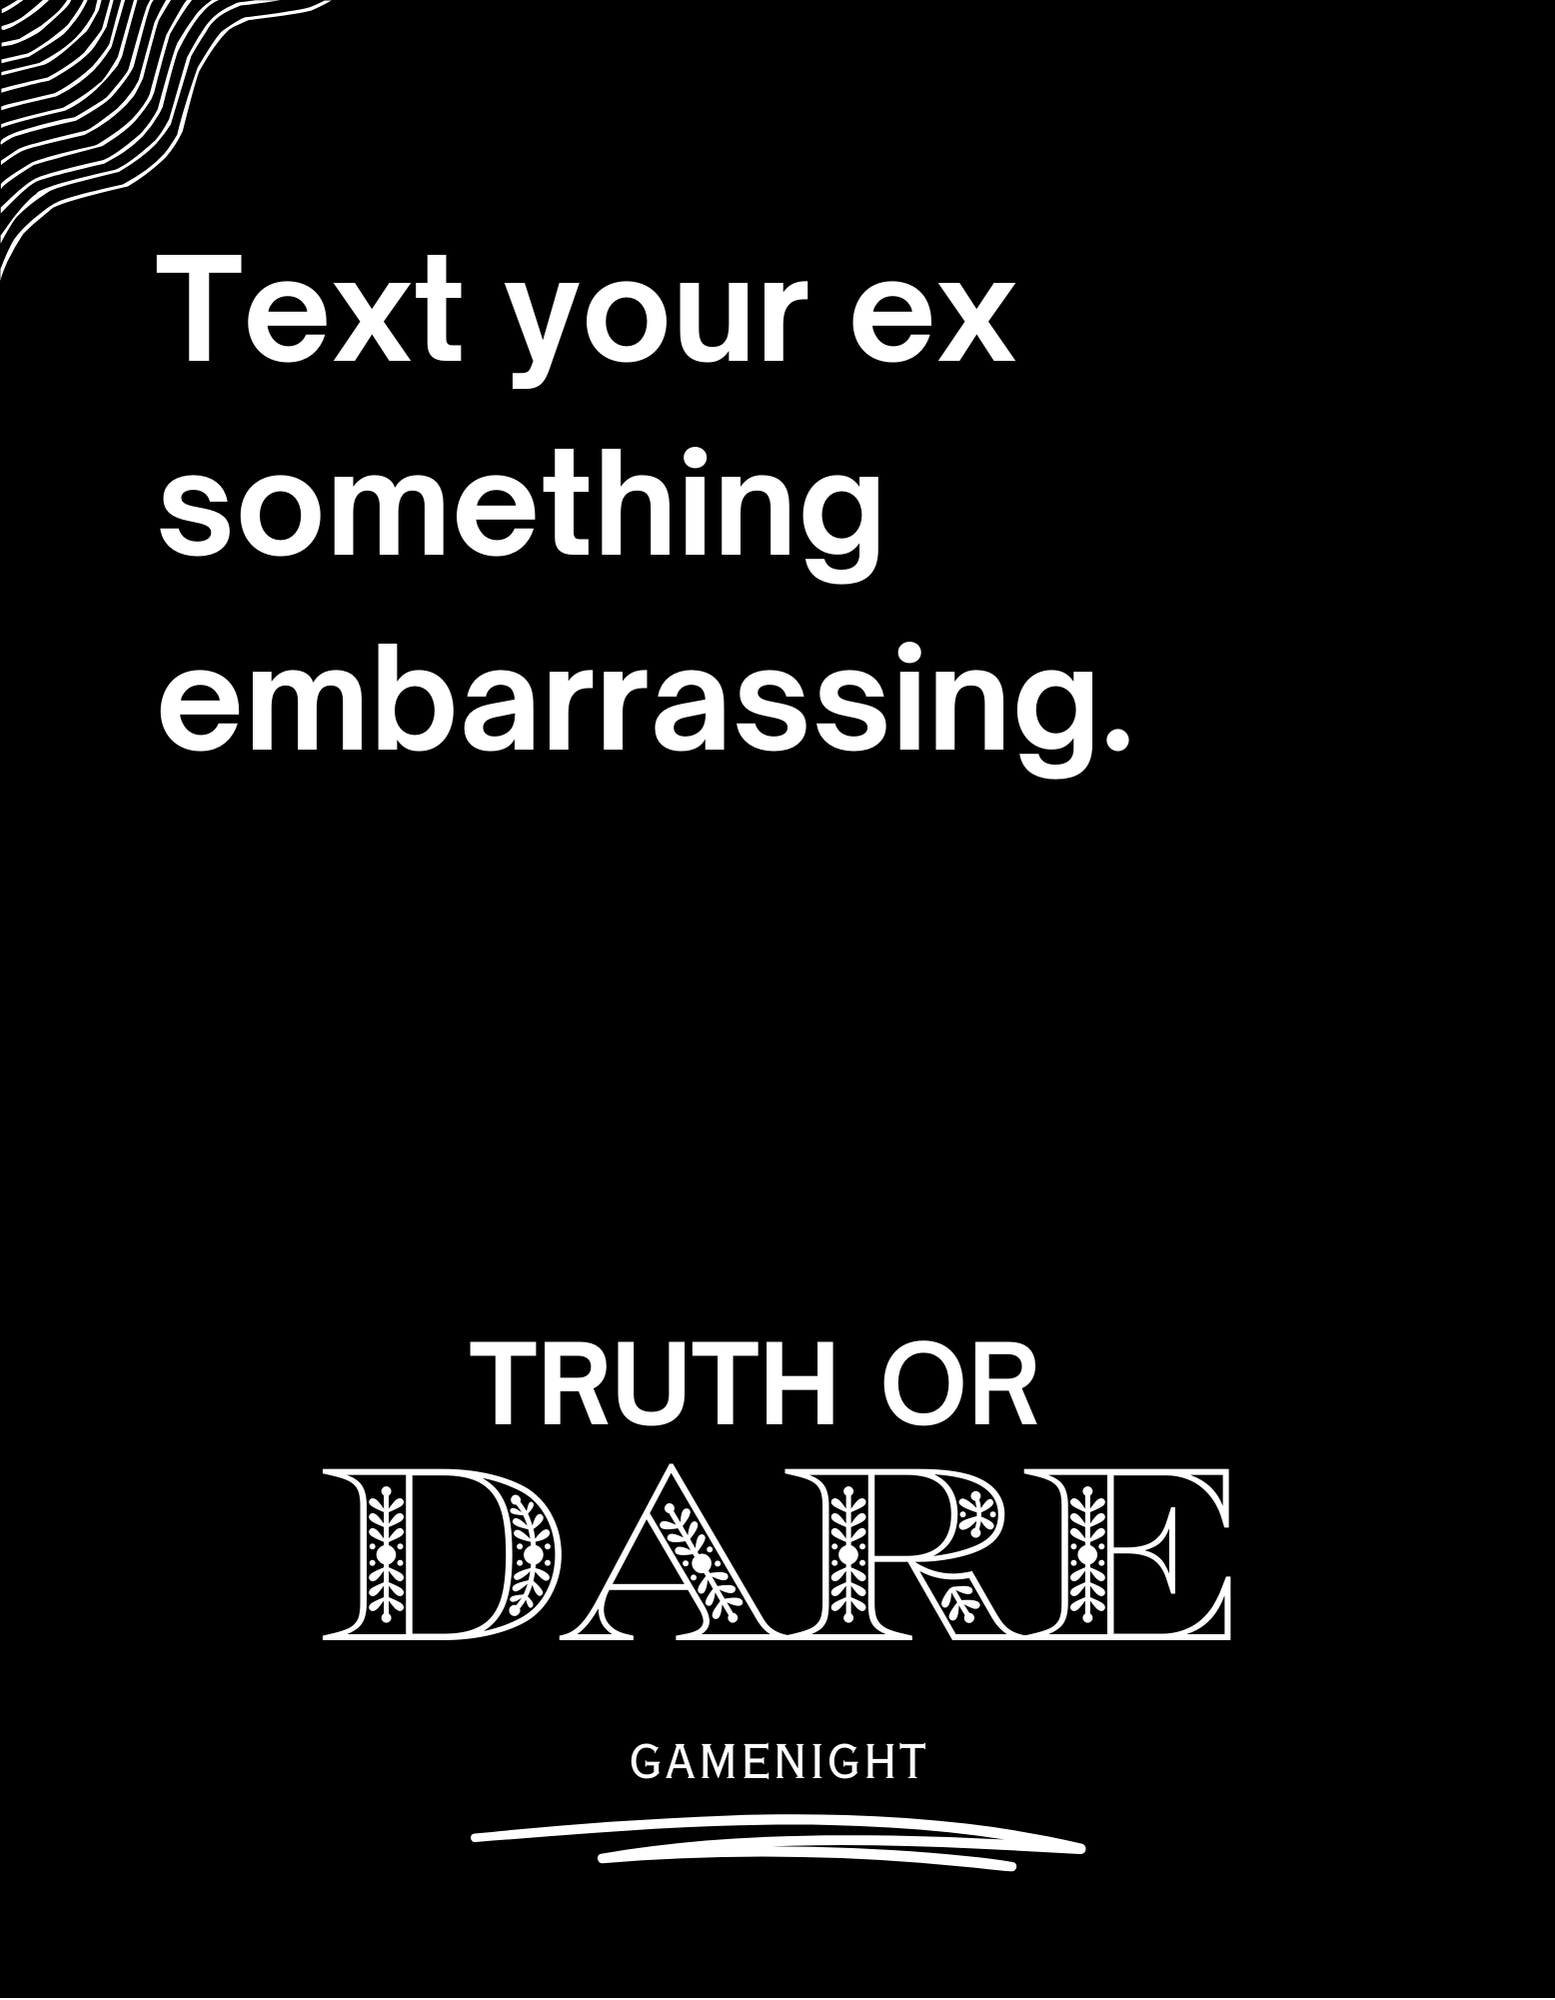 Text your ex
something
embarrassing.
TRUTH OR
DARE
GAMENIGHT